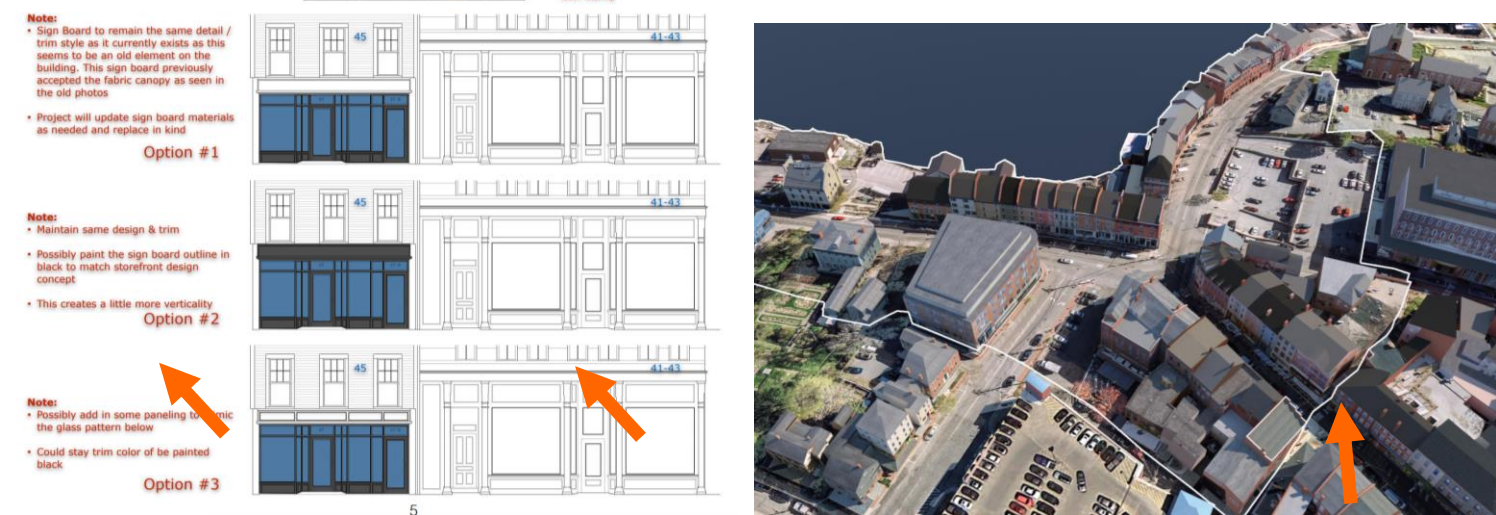 Note:
• Sign Board to remain the same detail /
trim style as it currently exists as this
seems to be an old element on the
building. This sign board previously
accepted the fabric canopy as seen in
the old photos
• Project will update sign board materials
as needed and replace in kind
Option #1
45
41-43
Note:
• Maintain same design & trim
• Possibly paint the sign board outline in
black to match storefront design
concept
• This creates a little more verticality
Option #2
45
41-43
Note:
• Possibly add in some paneling to
the glass pattern below
• Could stay trim color of be painted
black
Option #3
45
41-43
5